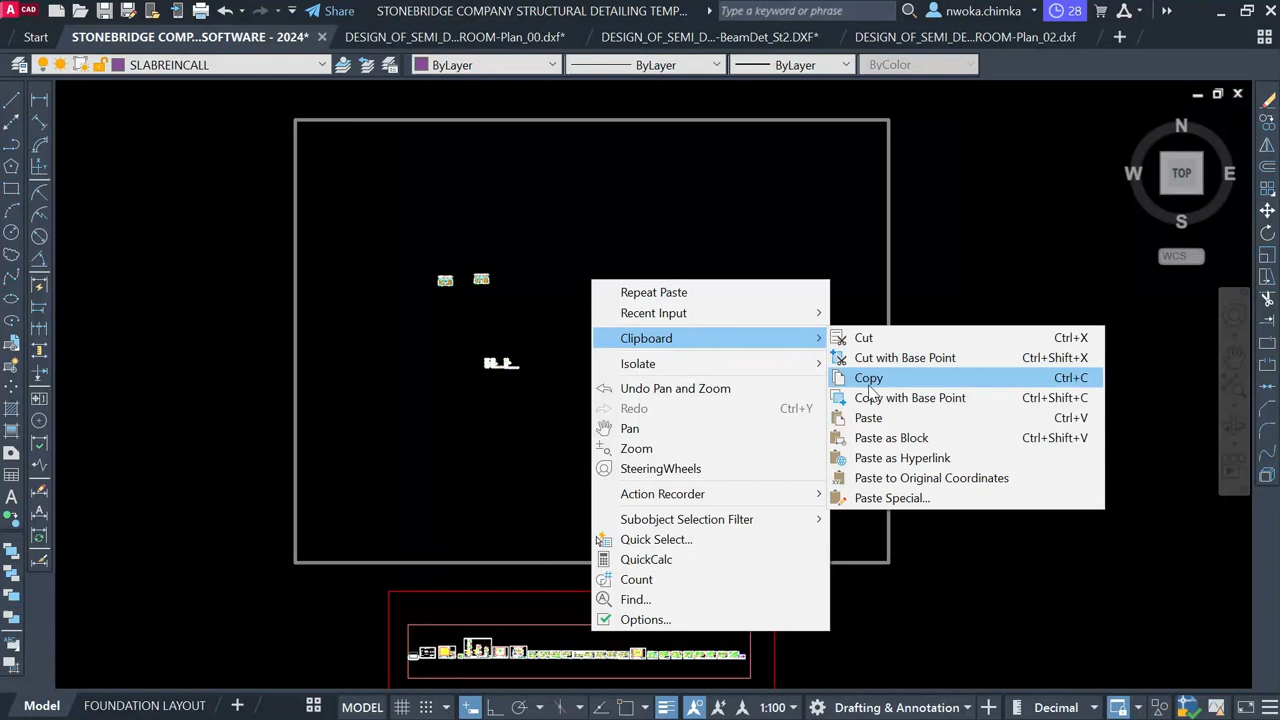 CAD
Share
STONEBRIDGE COMPANY STRUCTURAL DETAILING TEMP...
Type a keyword or phrase
nwoka.chimka
28
Start
STONEBRIDGE COMP...SOFTWARE - 2024*
DESIGN_OF_SEMI_D...ROOM-Plan_00.dxf*
DESIGN_OF_SEMI_D...-BeamDet_St2.DXF*
DESIGN_OF_SEMI_DE...ROOM-Plan_02.dxf
SLABREINCALL
ByLayer
ByLayer
ByLayer
ByColor
N
W
TOP
E
S
WCS
Repeat Paste
Recent Input
Clipboard
Isolate
Undo Pan and Zoom
Redo Ctrl+Y
Pan
Zoom
SteeringWheels
Action Recorder
Subobject Selection Filter
Quick Select...
QuickCalc
Count
Find...
Options...
Cut Ctrl+X
Cut with Base Point Ctrl+Shift+X
Copy Ctrl+C
Copy with Base Point Ctrl+Shift+C
Paste Ctrl+V
Paste as Block Ctrl+Shift+V
Paste as Hyperlink
Paste to Original Coordinates
Paste Special...
Model
FOUNDATION LAYOUT
MODEL
1:100
Drafting & Annotation
Decimal